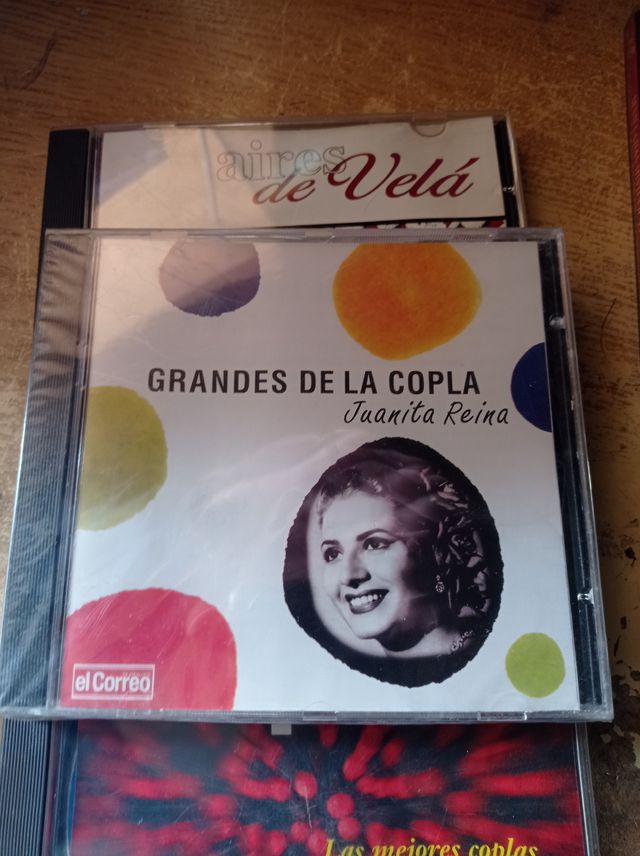 aires
de Velá
GRANDES DE LA COPLA
Juanita Reina
el Correo
Las mejores coplas